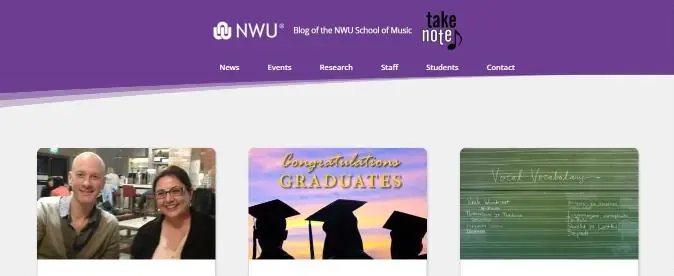 NWU®
Blog of the NWU School of Music
take
note
News
Events
Research
Staff
Students
Contact
Congratulations
GRADUATES
Vocal Vocabulary